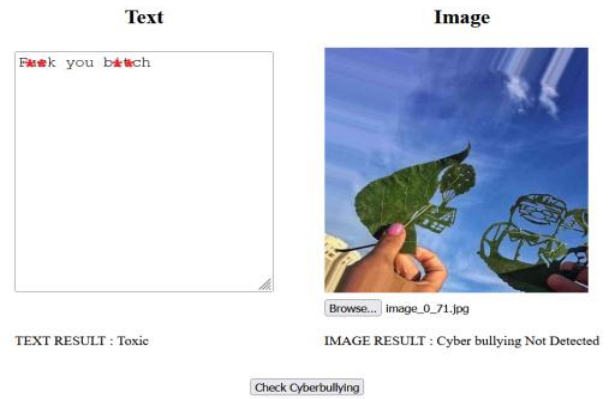 Text
Image
F**k you b**ch
Browse... image_0_71.jpg
TEXT RESULT : Toxic
IMAGE RESULT : Cyber bullying Not Detected
Check Cyberbullying